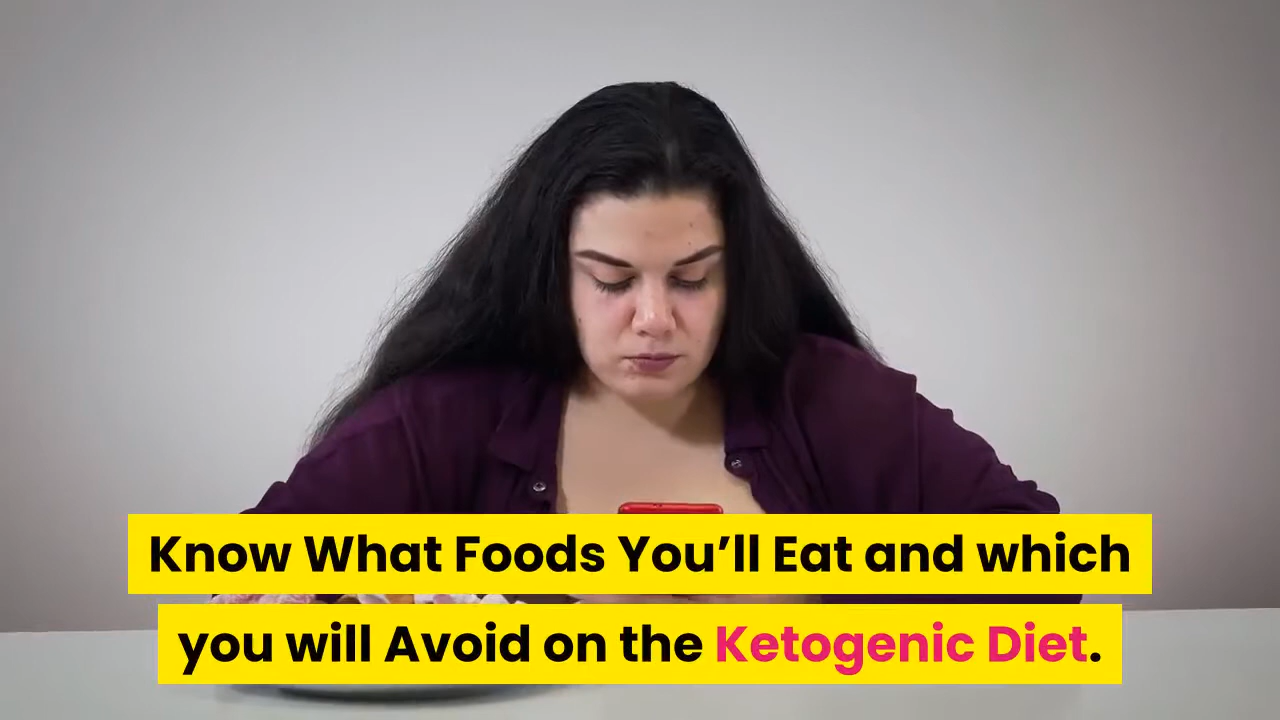 Know What Foods You’ll Eat and which
you will Avoid on the Ketogenic Diet.